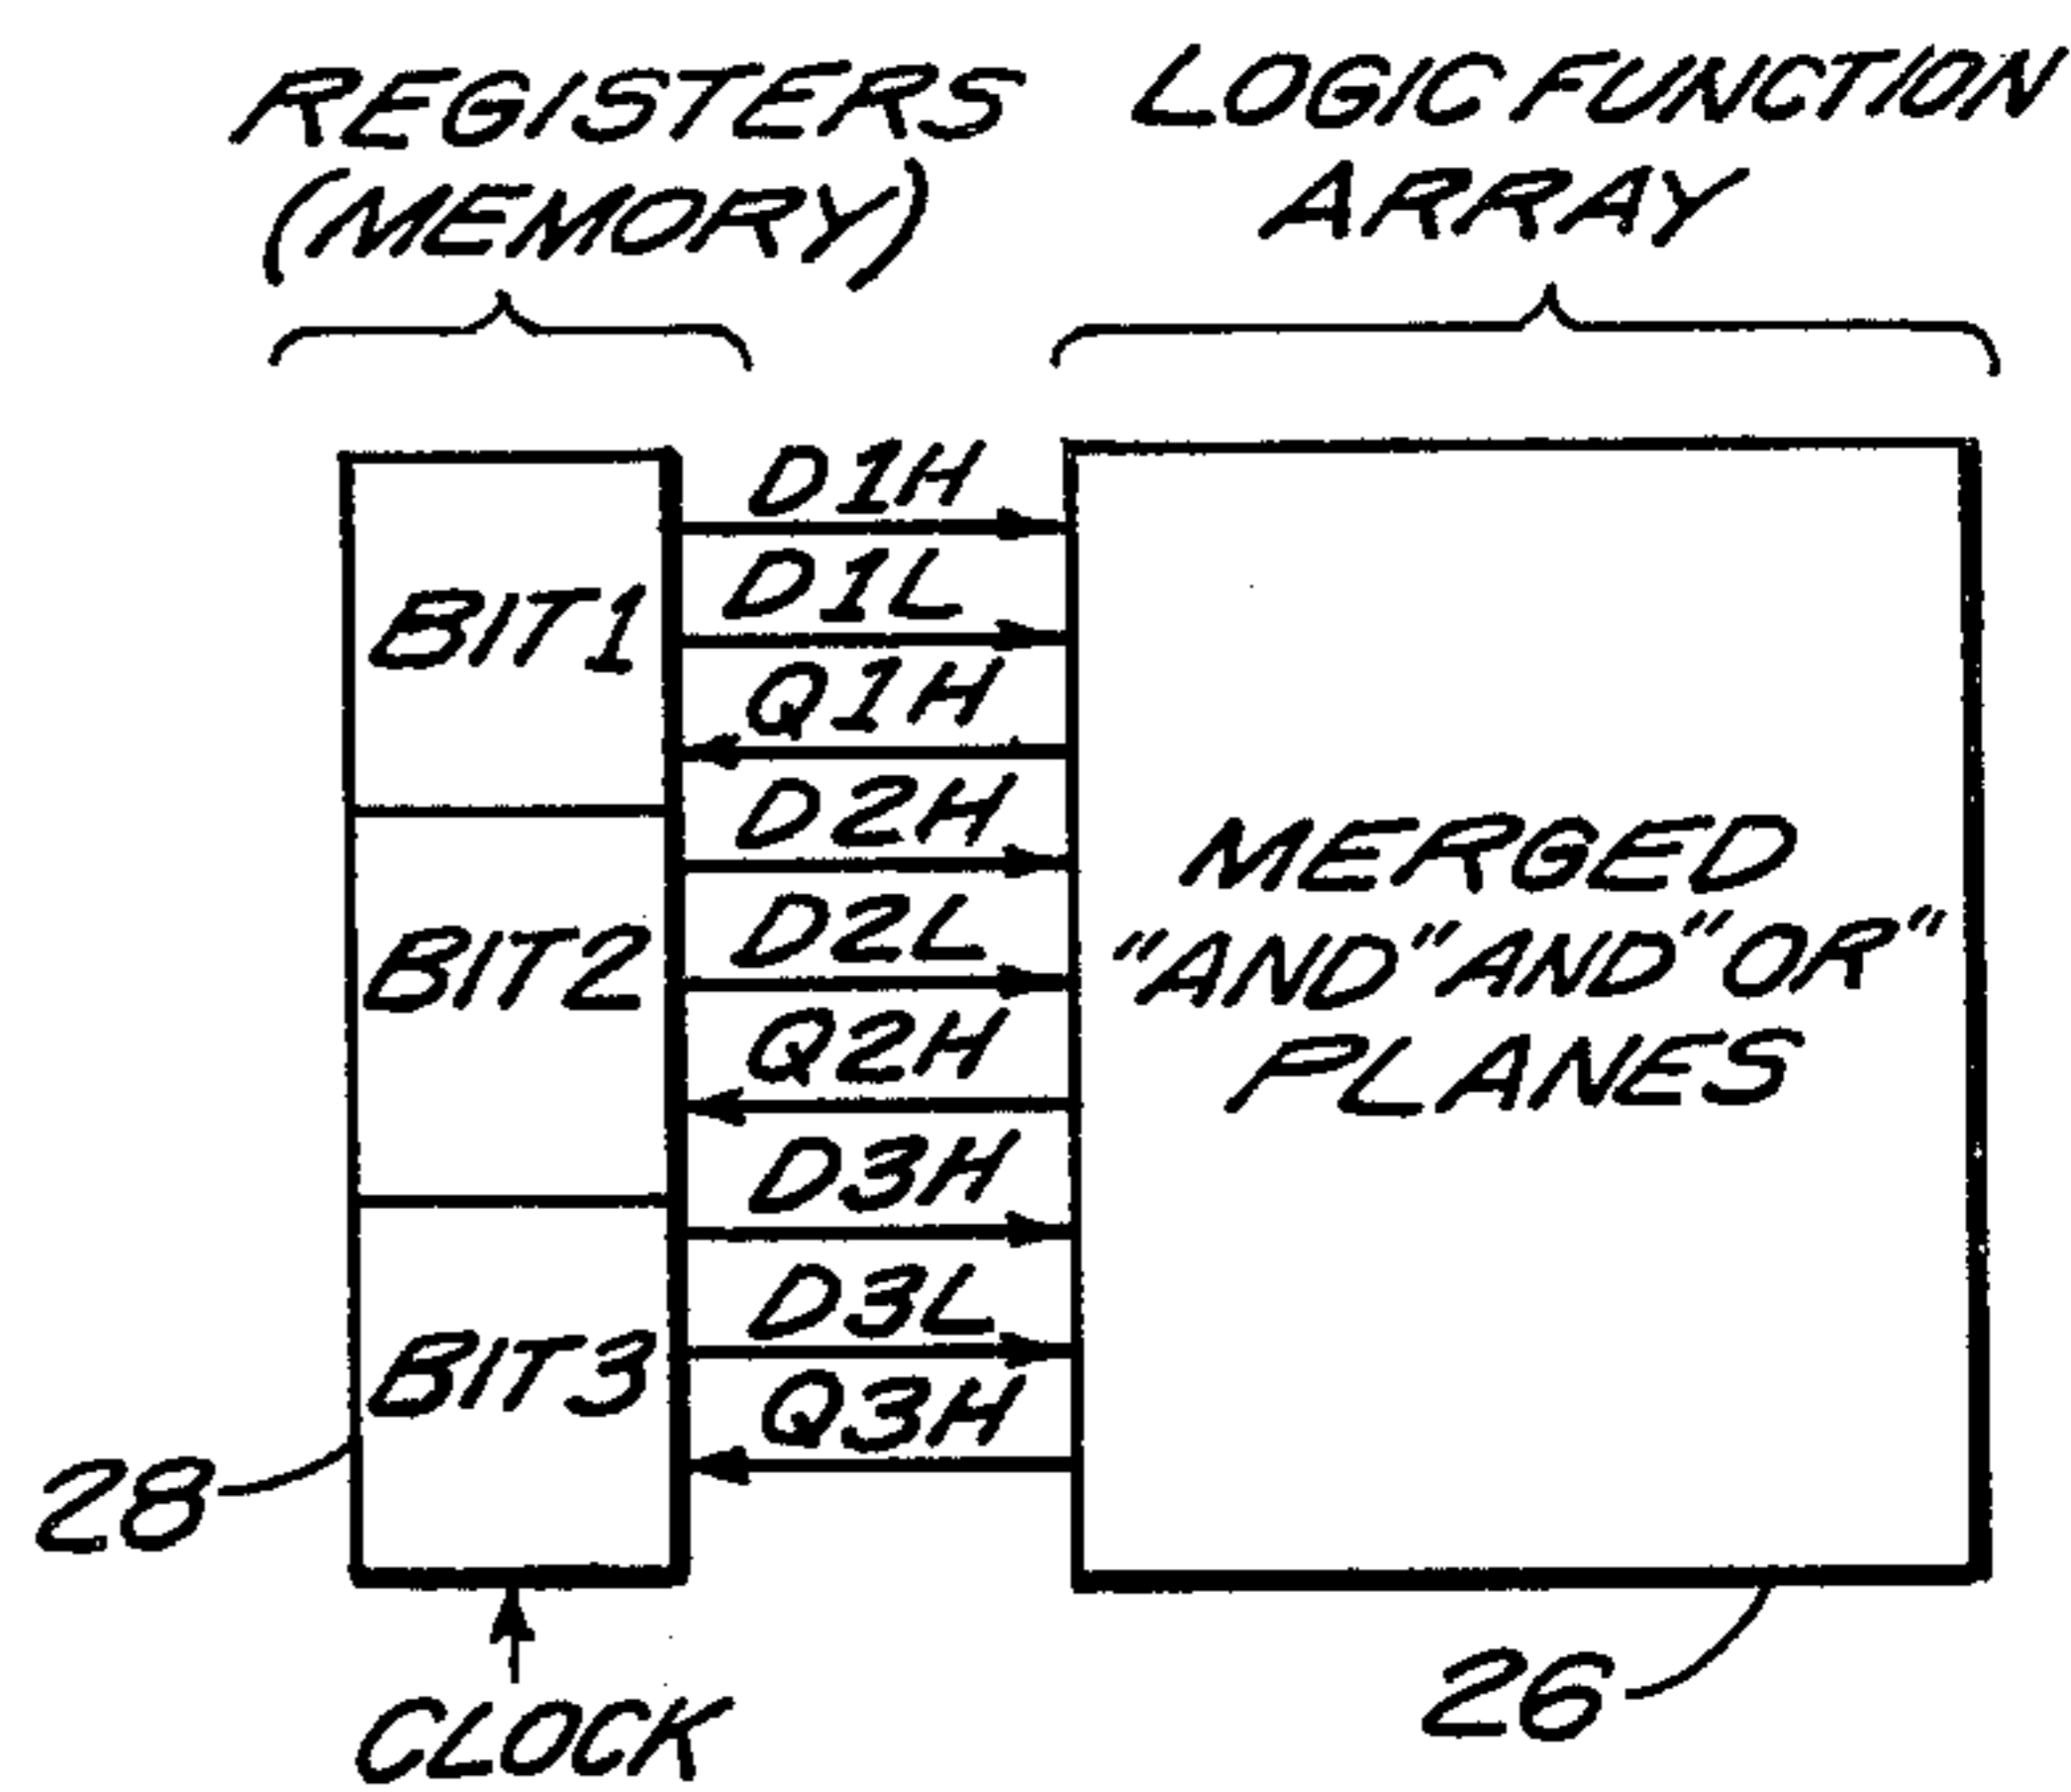 REGISTERS
(MEMORY)
LOGIC FUNCTION
ARRAY
D1H
D1L
BIT1
Q1H
D2H
MERGED
D2L
BIT2
"AND" AND "OR"
Q2H
PLANES
D3H
D3L
BIT3
Q3H
28
26
CLOCK